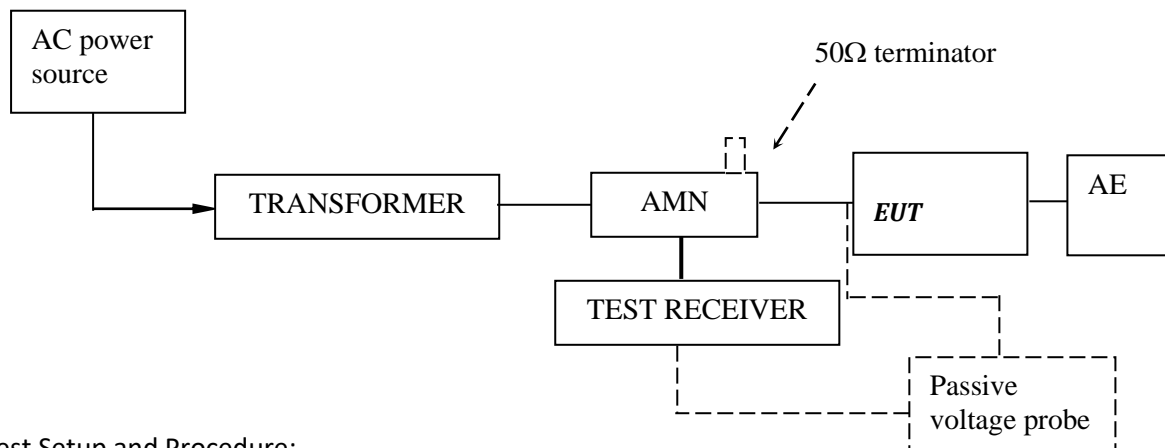 AC power
source
50Ω terminator
TRANSFORMER
AMN
EUT
AE
TEST RECEIVER
Passive
voltage probe
est Setup and Procedure: